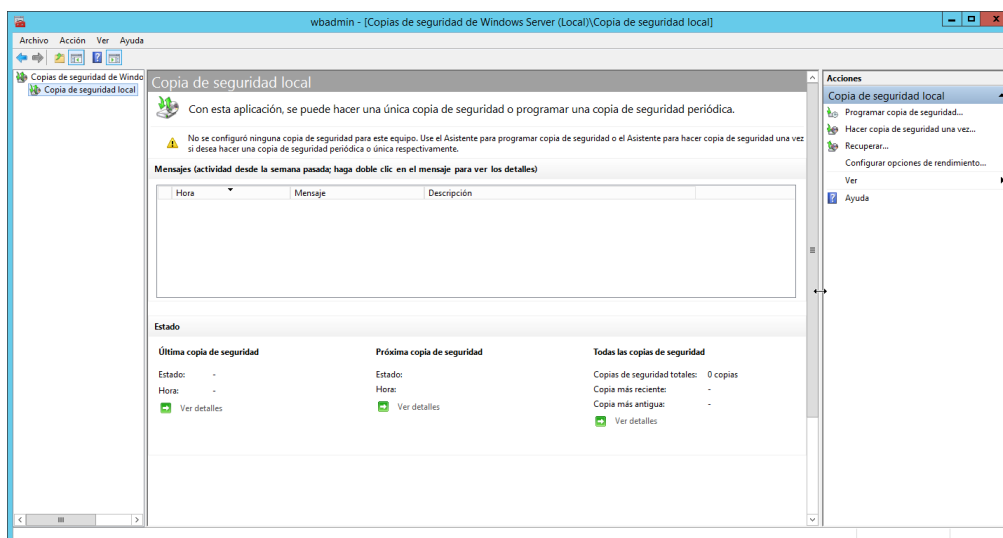 wbadmin - [Copias de seguridad de Windows Server (Local)\Copia de seguridad local]
Archivo Acción Ver Ayuda
Copias de seguridad de Windo
Copia de seguridad local
Copia de seguridad local
Con esta aplicación, se puede hacer una única copia de seguridad o programar una copia de seguridad periódica.
No se configuró ninguna copia de seguridad para este equipo. Use el Asistente para programar copia de seguridad o el Asistente para hacer copia de seguridad una vez
si desea hacer una copia de seguridad periódica o única respectivamente.
Mensajes (actividad desde la semana pasada; haga doble clic en el mensaje para ver los detalles)
Hora Mensaje Descripción
Estado
Última copia de seguridad
Estado: -
Hora: -
Ver detalles
Próxima copia de seguridad
Estado:
Hora:
Ver detalles
Todas las copias de seguridad
Copias de seguridad totales: 0 copias
Copia más reciente: -
Copia más antigua: -
Ver detalles
Acciones
Copia de seguridad local
Programar copia de seguridad...
Hacer copia de seguridad una vez...
Recuperar...
Configurar opciones de rendimiento...
Ver
Ayuda